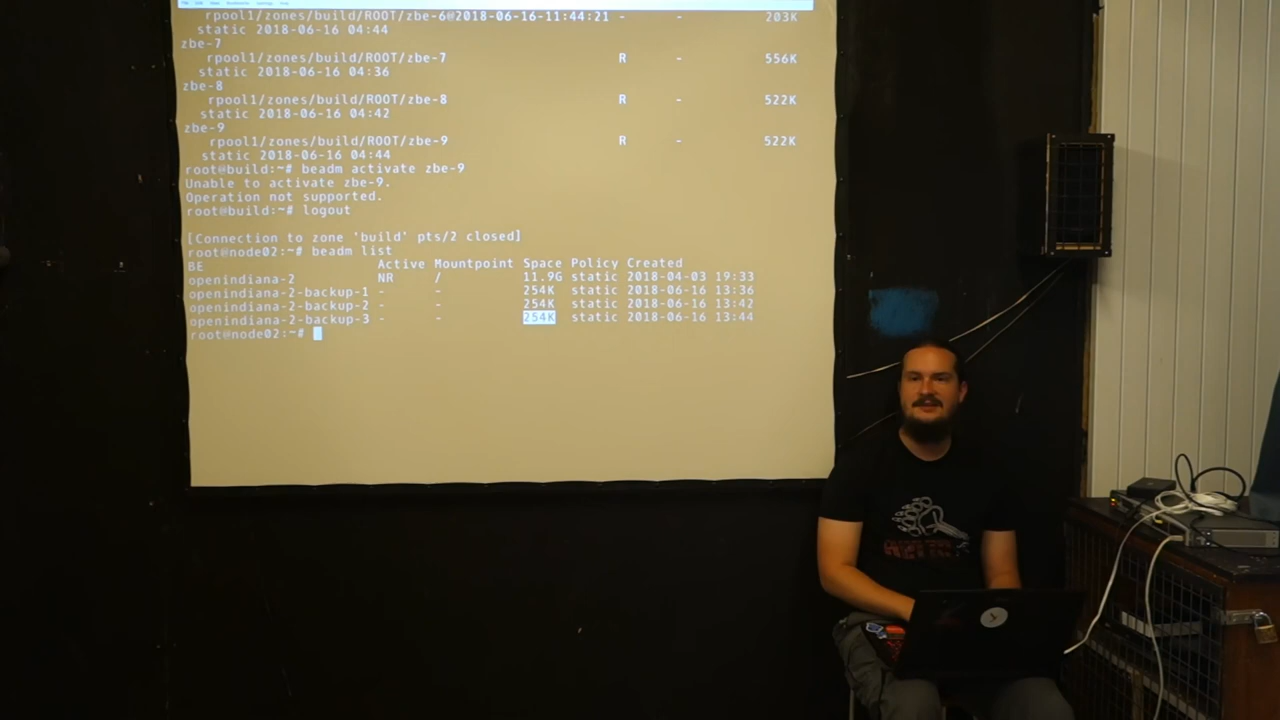 rpool1/zones/build/ROOT/zbe-6@2018-06-16-11:44:21 - - 203K
static 2018-06-16 04:44
zbe-7
rpool1/zones/build/ROOT/zbe-7 R - 556K
static 2018-06-16 04:36
zbe-8
rpool1/zones/build/ROOT/zbe-8 R - 522K
static 2018-06-16 04:42
zbe-9
rpool1/zones/build/ROOT/zbe-9 R - 522K
static 2018-06-16 04:44
root@build:~# beadm activate zbe-9
Unable to activate zbe-9.
Operation not supported.
root@build:~# logout
[Connection to zone 'build' pts/2 closed]
root@node02:~# beadm list
BE Active Mountpoint Space Policy Created
openindiana-2 NR / 11.9G static 2018-04-03 19:33
openindiana-2-backup-1 - - 254K static 2018-06-16 13:36
openindiana-2-backup-2 - - 254K static 2018-06-16 13:42
openindiana-2-backup-3 - - 254K static 2018-06-16 13:44
root@node02:~#